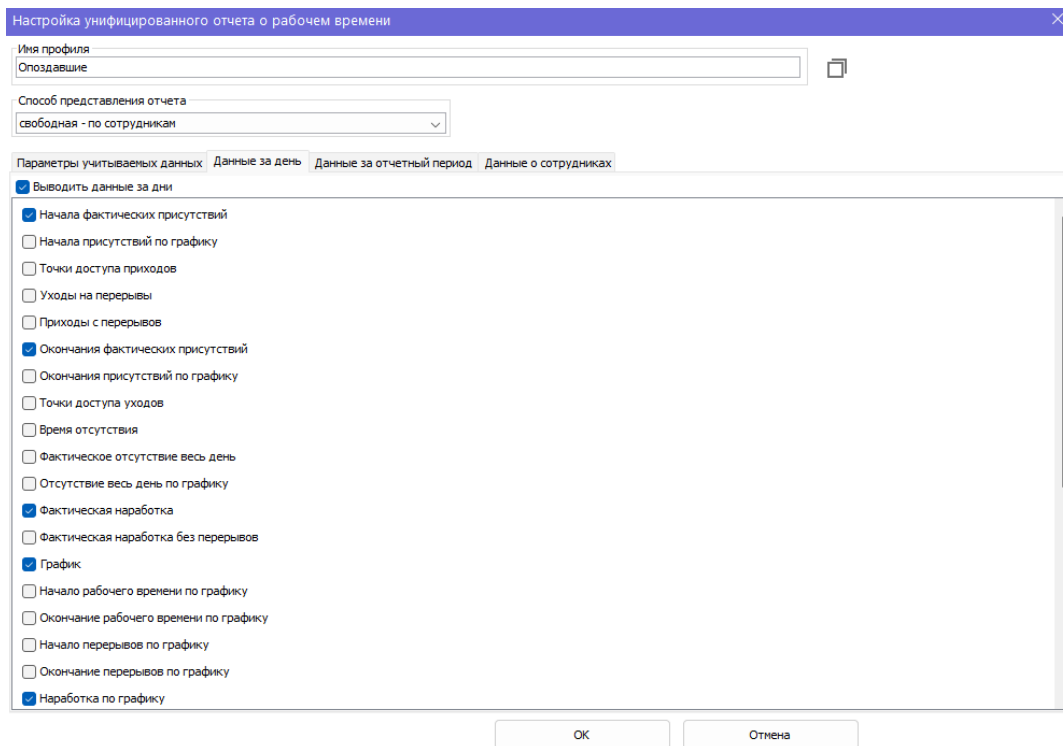 Настройка унифицированного отчета о рабочем времени
Имя профиля
Опоздавшие
Способ представления отчета
свободная - по сотрудникам
Параметры учитываемых данных Данные за день Данные за отчетный период Данные о сотрудниках
Выводить данные за дни
Начала фактических присутствий
Начала присутствий по графику
Точки доступа приходов
Уходы на перерывы
Приходы с перерывов
Окончания фактических присутствий
Окончания присутствий по графику
Точки доступа уходов
Время отсутствия
Фактическое отсутствие весь день
Отсутствие весь день по графику
Фактическая наработка
Фактическая наработка без перерывов
График
Начало рабочего времени по графику
Окончание рабочего времени по графику
Начало перерывов по графику
Окончание перерывов по графику
Наработка по графику
ОК Отмена